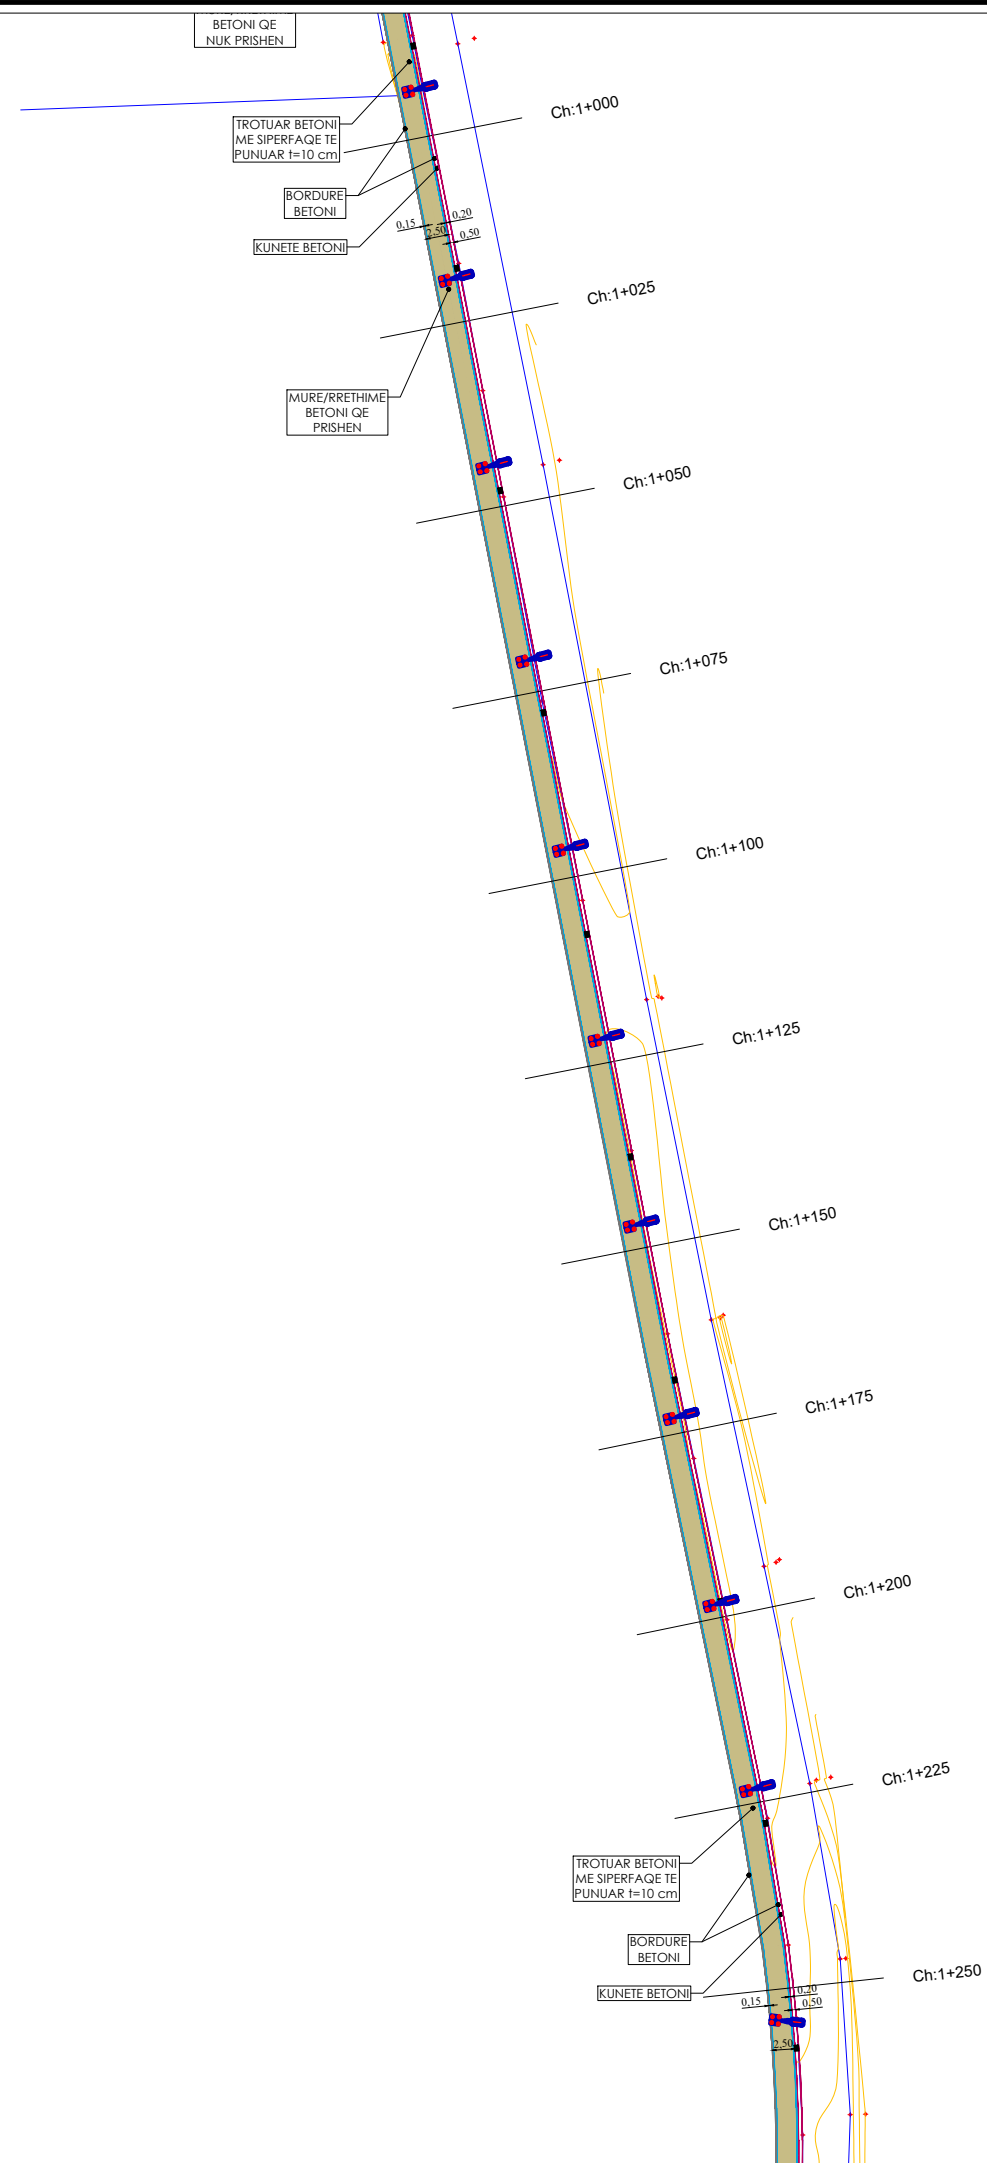 BETONI QE
NUK PRISHEN
Ch:1+000
TROTUAR BETONI
ME SIPERFAQE TE
PUNUAR t=10 cm
BORDURE
BETONI
0,15
0,20
2,50
0,50
KUNETE BETONI
Ch:1+025
MURE/RRETHIME
BETONI QE
PRISHEN
Ch:1+050
Ch:1+075
Ch:1+100
Ch:1+125
Ch:1+150
Ch:1+175
Ch:1+200
Ch:1+225
TROTUAR BETONI
ME SIPERFAQE TE
PUNUAR t=10 cm
BORDURE
BETONI
Ch:1+250
KUNETE BETONI
0,20
0,15
0,50
2,50